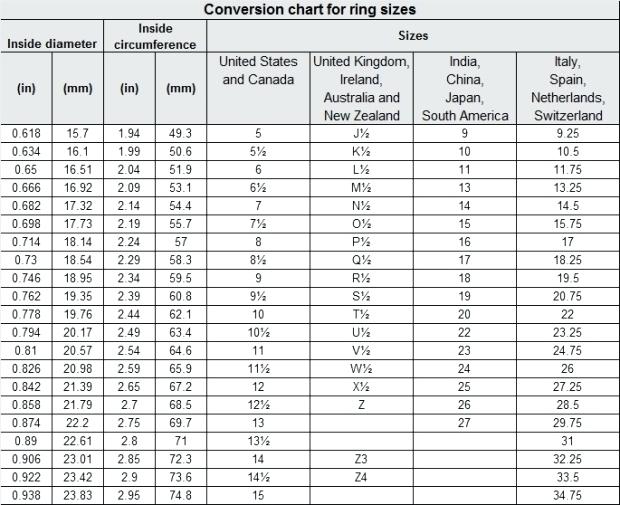 Conversion chart for ring sizes
Inside diameter Inside circumference Sizes
(in) (mm) (in) (mm) United States and Canada United Kingdom, Ireland, Australia and New Zealand India, China, Japan, South America Italy, Spain, Netherlands, Switzerland
0.618 15.7 1.94 49.3 5 J½ 9 9.25
0.634 16.1 1.99 50.6 5½ K½ 10 10.5
0.65 16.51 2.04 51.9 6 L½ 11 11.75
0.666 16.92 2.09 53.1 6½ M½ 13 13.25
0.682 17.32 2.14 54.4 7 N½ 14 14.5
0.698 17.73 2.19 55.7 7½ O½ 15 15.75
0.714 18.14 2.24 57 8 P½ 16 17
0.73 18.54 2.29 58.3 8½ Q½ 17 18.25
0.746 18.95 2.34 59.5 9 R½ 18 19.5
0.762 19.35 2.39 60.8 9½ S½ 19 20.75
0.778 19.76 2.44 62.1 10 T½ 20 22
0.794 20.17 2.49 63.4 10½ U½ 22 23.25
0.81 20.57 2.54 64.6 11 V½ 23 24.75
0.826 20.98 2.59 65.9 11½ W½ 24 26
0.842 21.39 2.65 67.2 12 X½ 25 27.25
0.858 21.79 2.7 68.5 12½ Z 26 28.5
0.874 22.2 2.75 69.7 13 27 29.75
0.89 22.61 2.8 71 13½ 31
0.906 23.01 2.85 72.3 14 Z3 32.25
0.922 23.42 2.9 73.6 14½ Z4 33.5
0.938 23.83 2.95 74.8 15 34.75